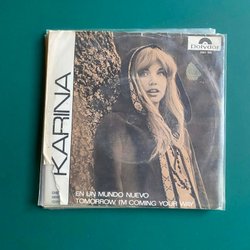 Polydor
KARINA
EN UN MUNDO NUEVO
TOMORROW, I'M COMING YOUR WAY